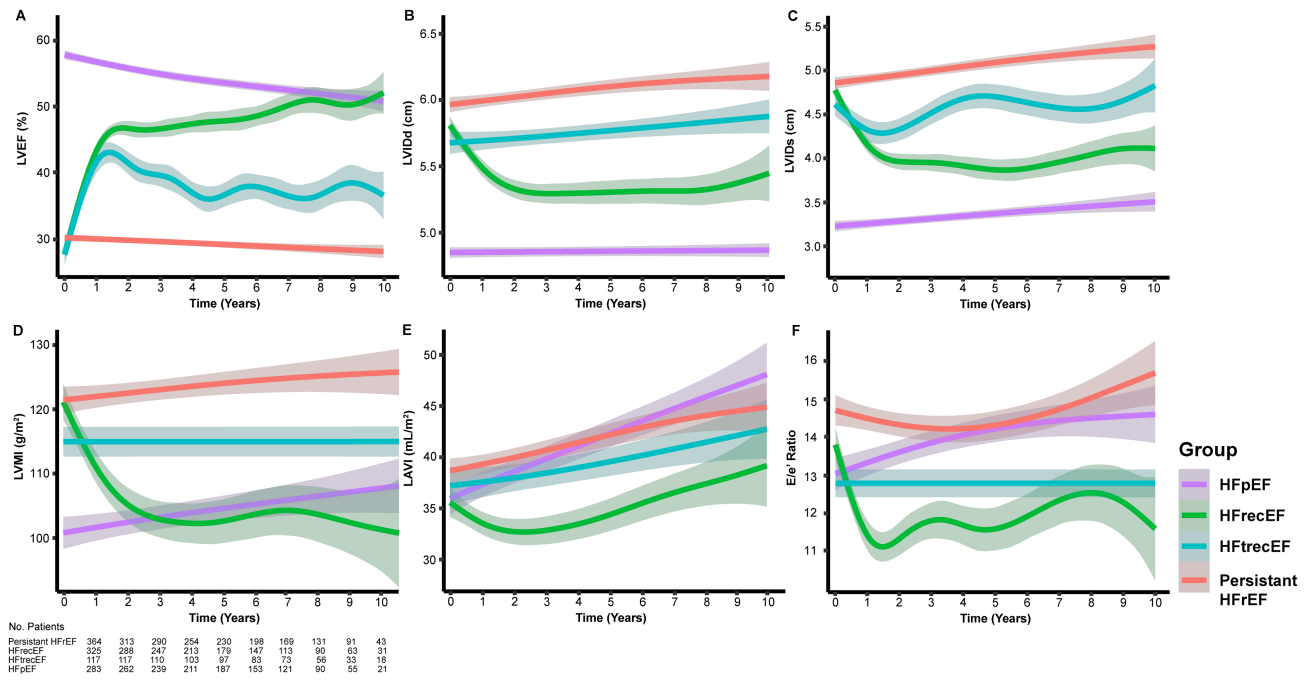 A
LVEF (%)
60
50
40
30
0 1 2 3 4 5 6 7 8 9 10
Time (Years)
B
LVIDd (cm)
6.5
6.0
5.5
5.0
0 1 2 3 4 5 6 7 8 9 10
Time (Years)
C
LVIDs (cm)
5.5
5.0
4.5
4.0
3.5
3.0
0 1 2 3 4 5 6 7 8 9 10
Time (Years)
D
LVMI (g/m²)
130
120
110
100
0 1 2 3 4 5 6 7 8 9 10
Time (Years)
E
LAVI (mL/m²)
50
45
40
35
30
0 1 2 3 4 5 6 7 8 9 10
Time (Years)
F
E/e' Ratio
16
15
14
13
12
11
0 1 2 3 4 5 6 7 8 9 10
Time (Years)
Group
HFpEF
HFrecEF
HFtrecEF
Persistant
HFrEF
No. Patients
Persistant HFrEF 364 313 290 254 230 198 169 131 91 43
HFrecEF 325 288 247 213 179 147 113 90 63 31
HFtrecEF 117 117 110 103 97 83 73 56 33 18
HFpEF 283 262 239 211 187 153 121 90 55 21